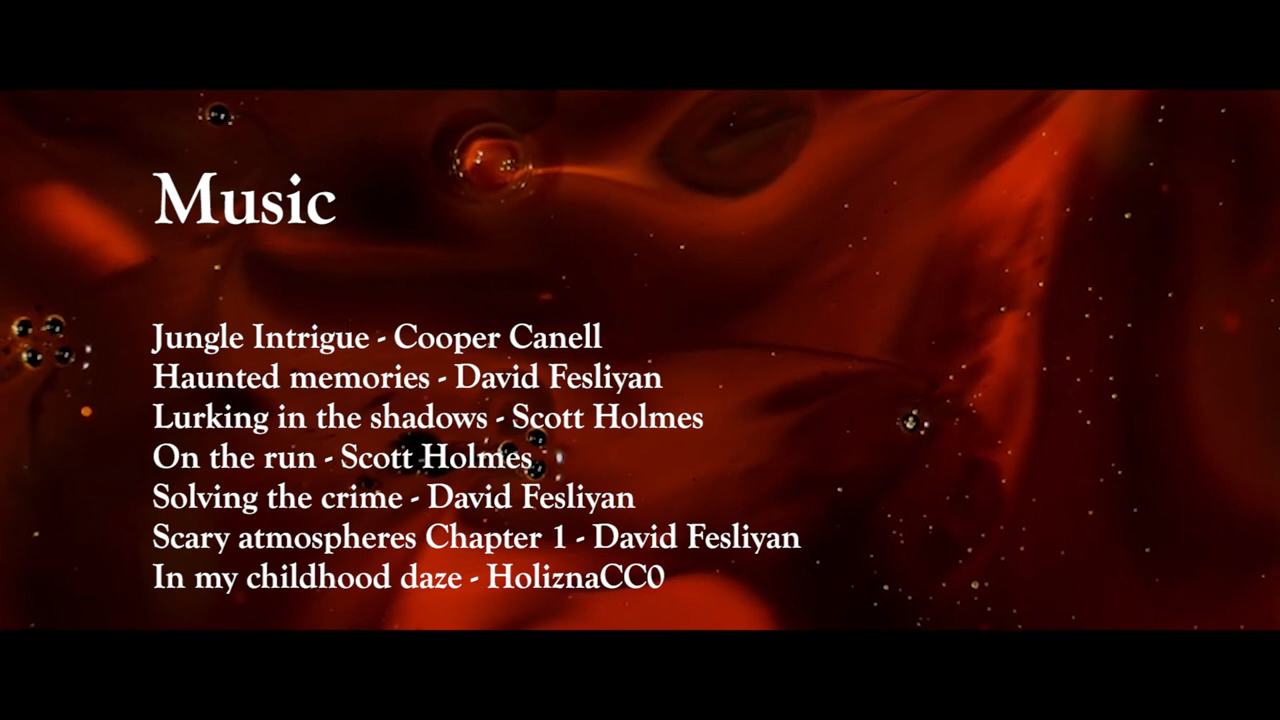 Music
Jungle Intrigue - Cooper Canell
Haunted memories - David Fesliyan
Lurking in the shadows - Scott Holmes
On the run - Scott Holmes
Solving the crime - David Fesliyan
Scary atmospheres Chapter 1 - David Fesliyan
In my childhood daze - HoliznaCC0